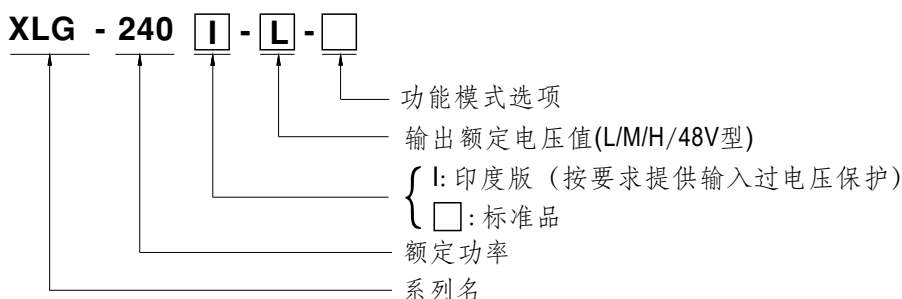 XLG - 240 I - L -
功能模式选项
输出额定电压值(L/M/H/48V型)
I: 印度版（按要求提供输入过电压保护）
: 标准品
额定功率
系列名